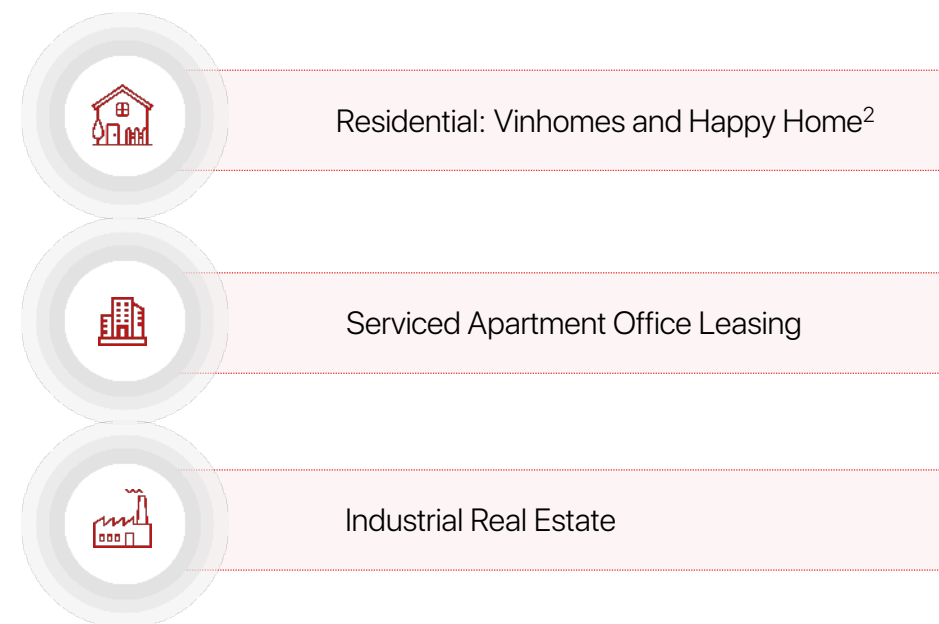 Residential: Vinhomes and Happy Home²
Serviced Apartment Office Leasing
Industrial Real Estate